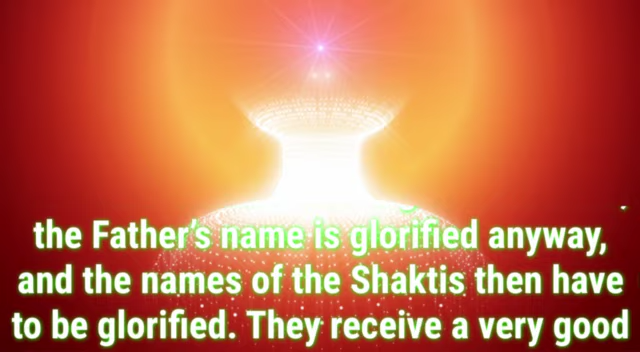 the Father's name is glorified anyway,
and the names of the Shaktis then have
to be glorified. They receive a very good